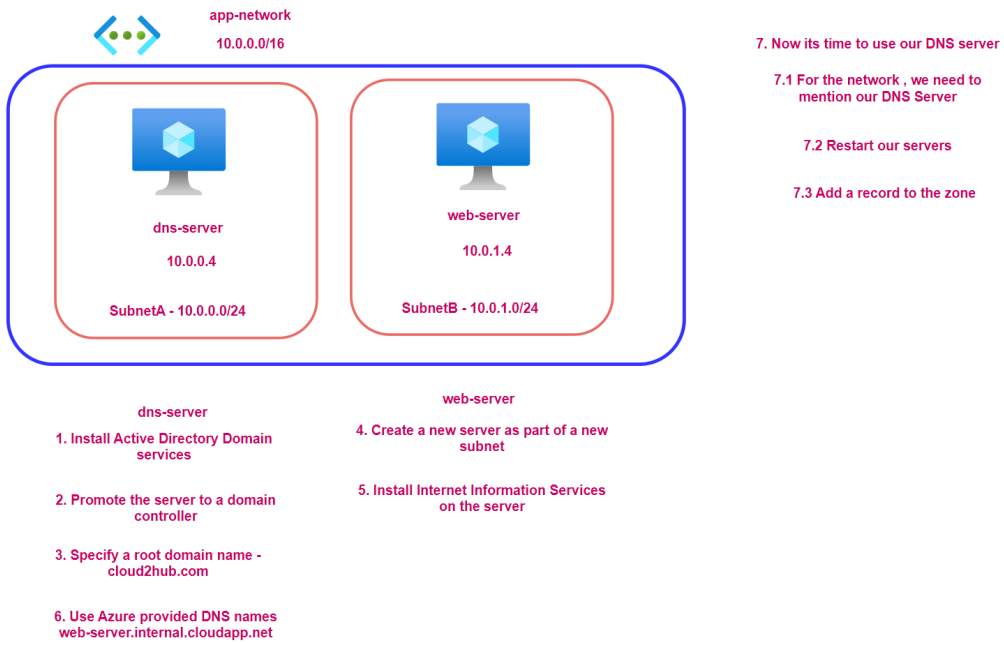 app-network
10.0.0.0/16
dns-server
10.0.0.4
SubnetA - 10.0.0.0/24
web-server
10.0.1.4
SubnetB - 10.0.1.0/24
7. Now its time to use our DNS server
7.1 For the network , we need to
mention our DNS Server
7.2 Restart our servers
7.3 Add a record to the zone
dns-server
1. Install Active Directory Domain
services
2. Promote the server to a domain
controller
3. Specify a root domain name -
cloud2hub.com
6. Use Azure provided DNS names
web-server.internal.cloudapp.net
web-server
4. Create a new server as part of a new
subnet
5. Install Internet Information Services
on the server